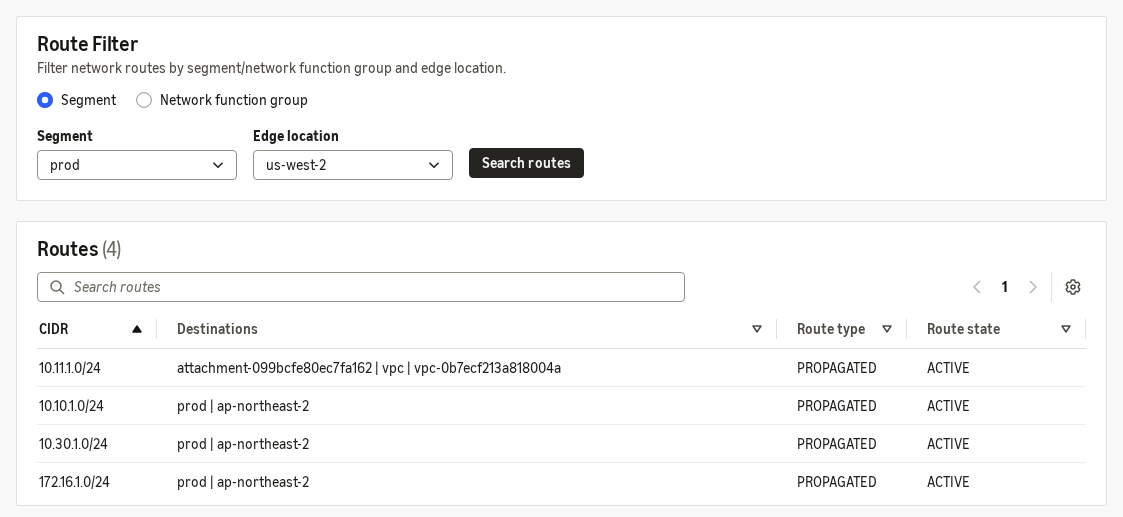 Route Filter
Filter network routes by segment/network function group and edge location.
Segment Network function group
Segment Edge location
prod us-west-2 Search routes
Routes (4)
Search routes 1
CIDR Destinations Route type Route state
10.11.1.0/24 attachment-099bcfe80ec7fa162 | vpc | vpc-0b7ecf213a818004a PROPAGATED ACTIVE
10.10.1.0/24 prod | ap-northeast-2 PROPAGATED ACTIVE
10.30.1.0/24 prod | ap-northeast-2 PROPAGATED ACTIVE
172.16.1.0/24 prod | ap-northeast-2 PROPAGATED ACTIVE